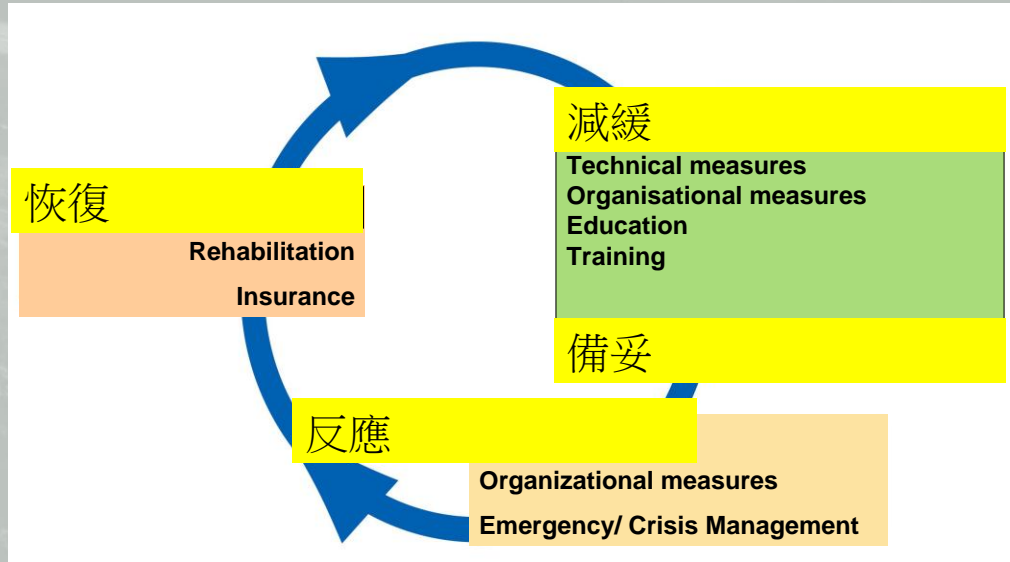 減緩
Technical measures
Organisational measures
Education
Training
備妥
反應
Organizational measures
Emergency/ Crisis Management
恢復
Rehabilitation
Insurance